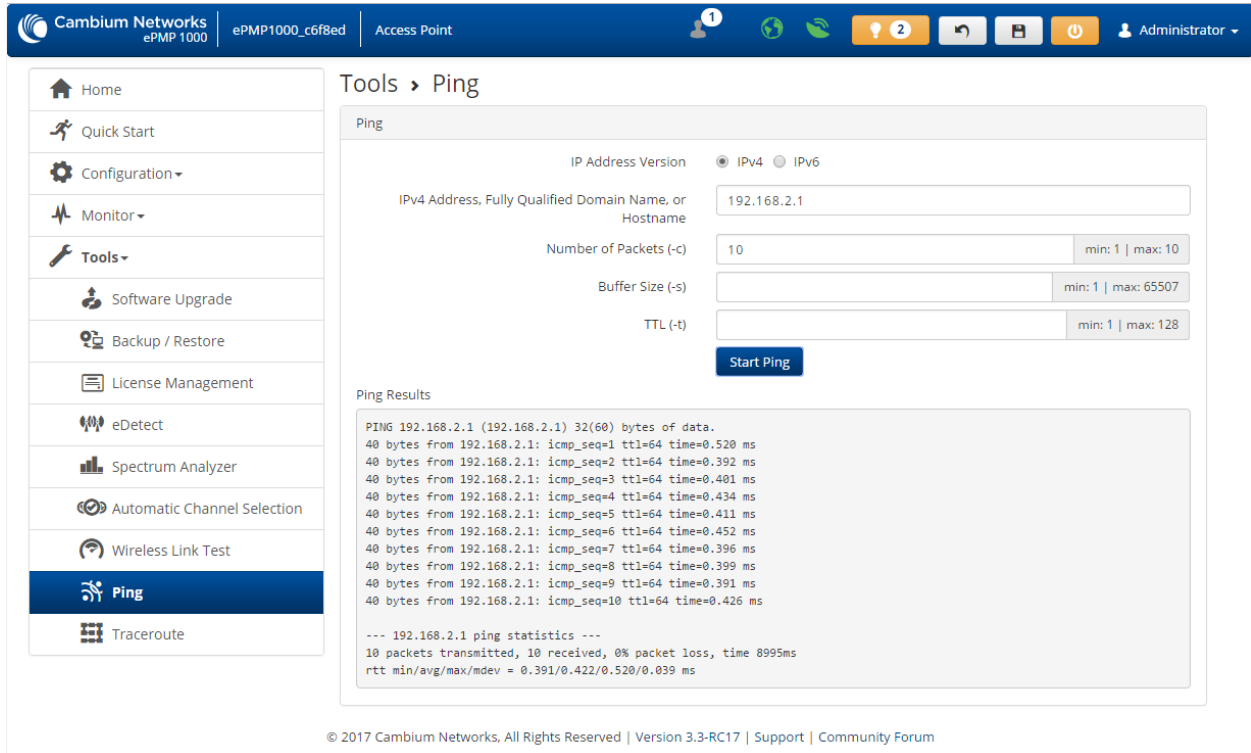 Cambium Networks
ePMP 1000
ePMP1000_c6f8ed
Access Point
1
2
Administrator
Home
Quick Start
Configuration
Monitor
Tools
Software Upgrade
Backup / Restore
License Management
eDetect
Spectrum Analyzer
Automatic Channel Selection
Wireless Link Test
Ping
Traceroute
Tools › Ping
Ping
IP Address Version IPv4 IPv6
IPv4 Address, Fully Qualified Domain Name, or
Hostname
192.168.2.1
Number of Packets (-c) 10 min: 1 | max: 10
Buffer Size (-s) min: 1 | max: 65507
TTL (-t) min: 1 | max: 128
Start Ping
Ping Results
PING 192.168.2.1 (192.168.2.1) 32(60) bytes of data.
40 bytes from 192.168.2.1: icmp_seq=1 ttl=64 time=0.520 ms
40 bytes from 192.168.2.1: icmp_seq=2 ttl=64 time=0.392 ms
40 bytes from 192.168.2.1: icmp_seq=3 ttl=64 time=0.401 ms
40 bytes from 192.168.2.1: icmp_seq=4 ttl=64 time=0.434 ms
40 bytes from 192.168.2.1: icmp_seq=5 ttl=64 time=0.411 ms
40 bytes from 192.168.2.1: icmp_seq=6 ttl=64 time=0.452 ms
40 bytes from 192.168.2.1: icmp_seq=7 ttl=64 time=0.396 ms
40 bytes from 192.168.2.1: icmp_seq=8 ttl=64 time=0.399 ms
40 bytes from 192.168.2.1: icmp_seq=9 ttl=64 time=0.391 ms
40 bytes from 192.168.2.1: icmp_seq=10 ttl=64 time=0.426 ms
--- 192.168.2.1 ping statistics ---
10 packets transmitted, 10 received, 0% packet loss, time 8995ms
rtt min/avg/max/mdev = 0.391/0.422/0.520/0.039 ms
© 2017 Cambium Networks, All Rights Reserved | Version 3.3-RC17 | Support | Community Forum